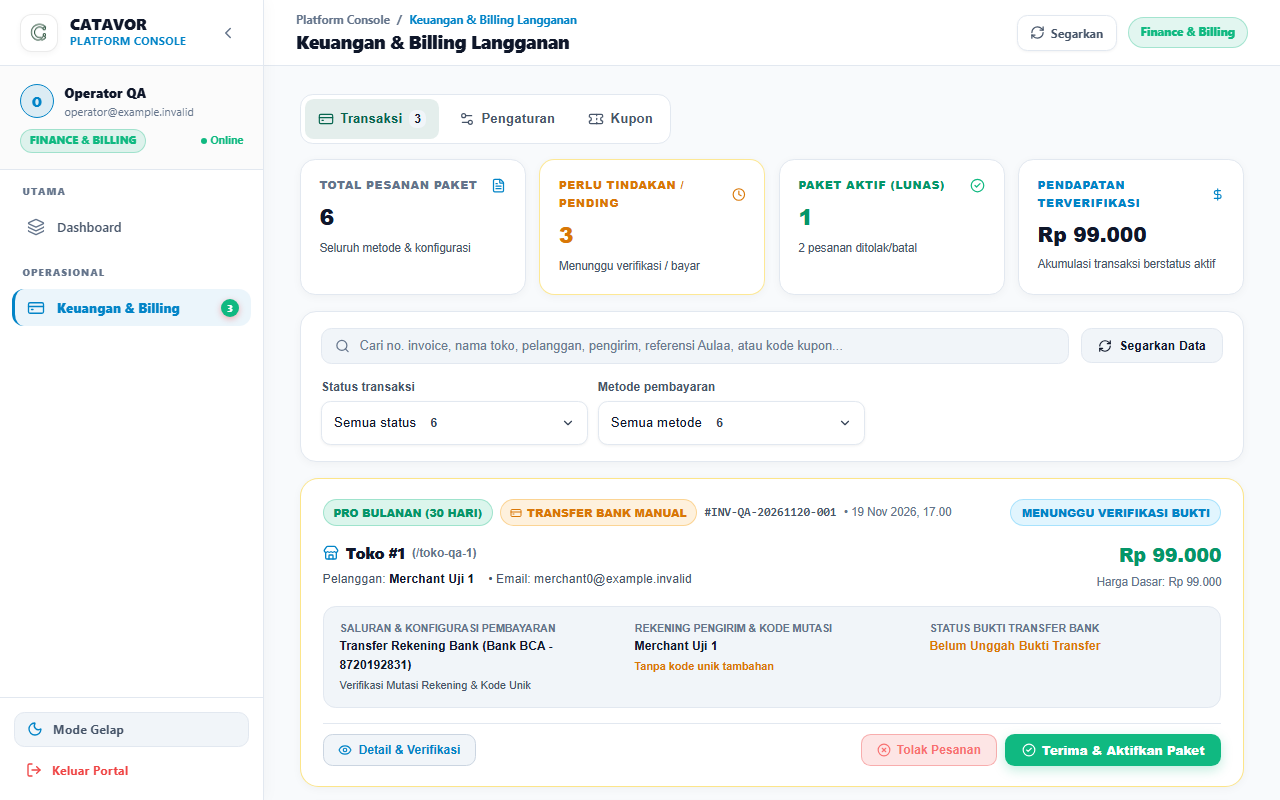 CATAVOR
PLATFORM CONSOLE
Operator QA
operator@example.invalid
FINANCE & BILLING
Online
UTAMA
Dashboard
OPERASIONAL
Keuangan & Billing 3
Mode Gelap
Keluar Portal
Platform Console / Keuangan & Billing Langganan
Keuangan & Billing Langganan
Segarkan
Finance & Billing
Transaksi 3
Pengaturan
Kupon
TOTAL PESANAN PAKET
6
Seluruh metode & konfigurasi
PERLU TINDAKAN /
PENDING
3
Menunggu verifikasi / bayar
PAKET AKTIF (LUNAS)
1
2 pesanan ditolak/batal
PENDAPATAN
TERVERIFIKASI
Rp 99.000
Akumulasi transaksi berstatus aktif
Cari no. invoice, nama toko, pelanggan, pengirim, referensi Aulaa, atau kode kupon...
Segarkan Data
Status transaksi
Semua status 6
Metode pembayaran
Semua metode 6
PRO BULANAN (30 HARI)
TRANSFER BANK MANUAL
#INV-QA-20261120-001
• 19 Nov 2026, 17.00
MENUNGGU VERIFIKASI BUKTI
Toko #1 (/toko-qa-1)
Rp 99.000
Pelanggan: Merchant Uji 1 • Email: merchant0@example.invalid
Harga Dasar: Rp 99.000
SALURAN & KONFIGURASI PEMBAYARAN
Transfer Rekening Bank (Bank BCA -
8720192831)
Verifikasi Mutasi Rekening & Kode Unik
REKENING PENGIRIM & KODE MUTASI
Merchant Uji 1
Tanpa kode unik tambahan
STATUS BUKTI TRANSFER BANK
Belum Unggah Bukti Transfer
Detail & Verifikasi
Tolak Pesanan
Terima & Aktifkan Paket